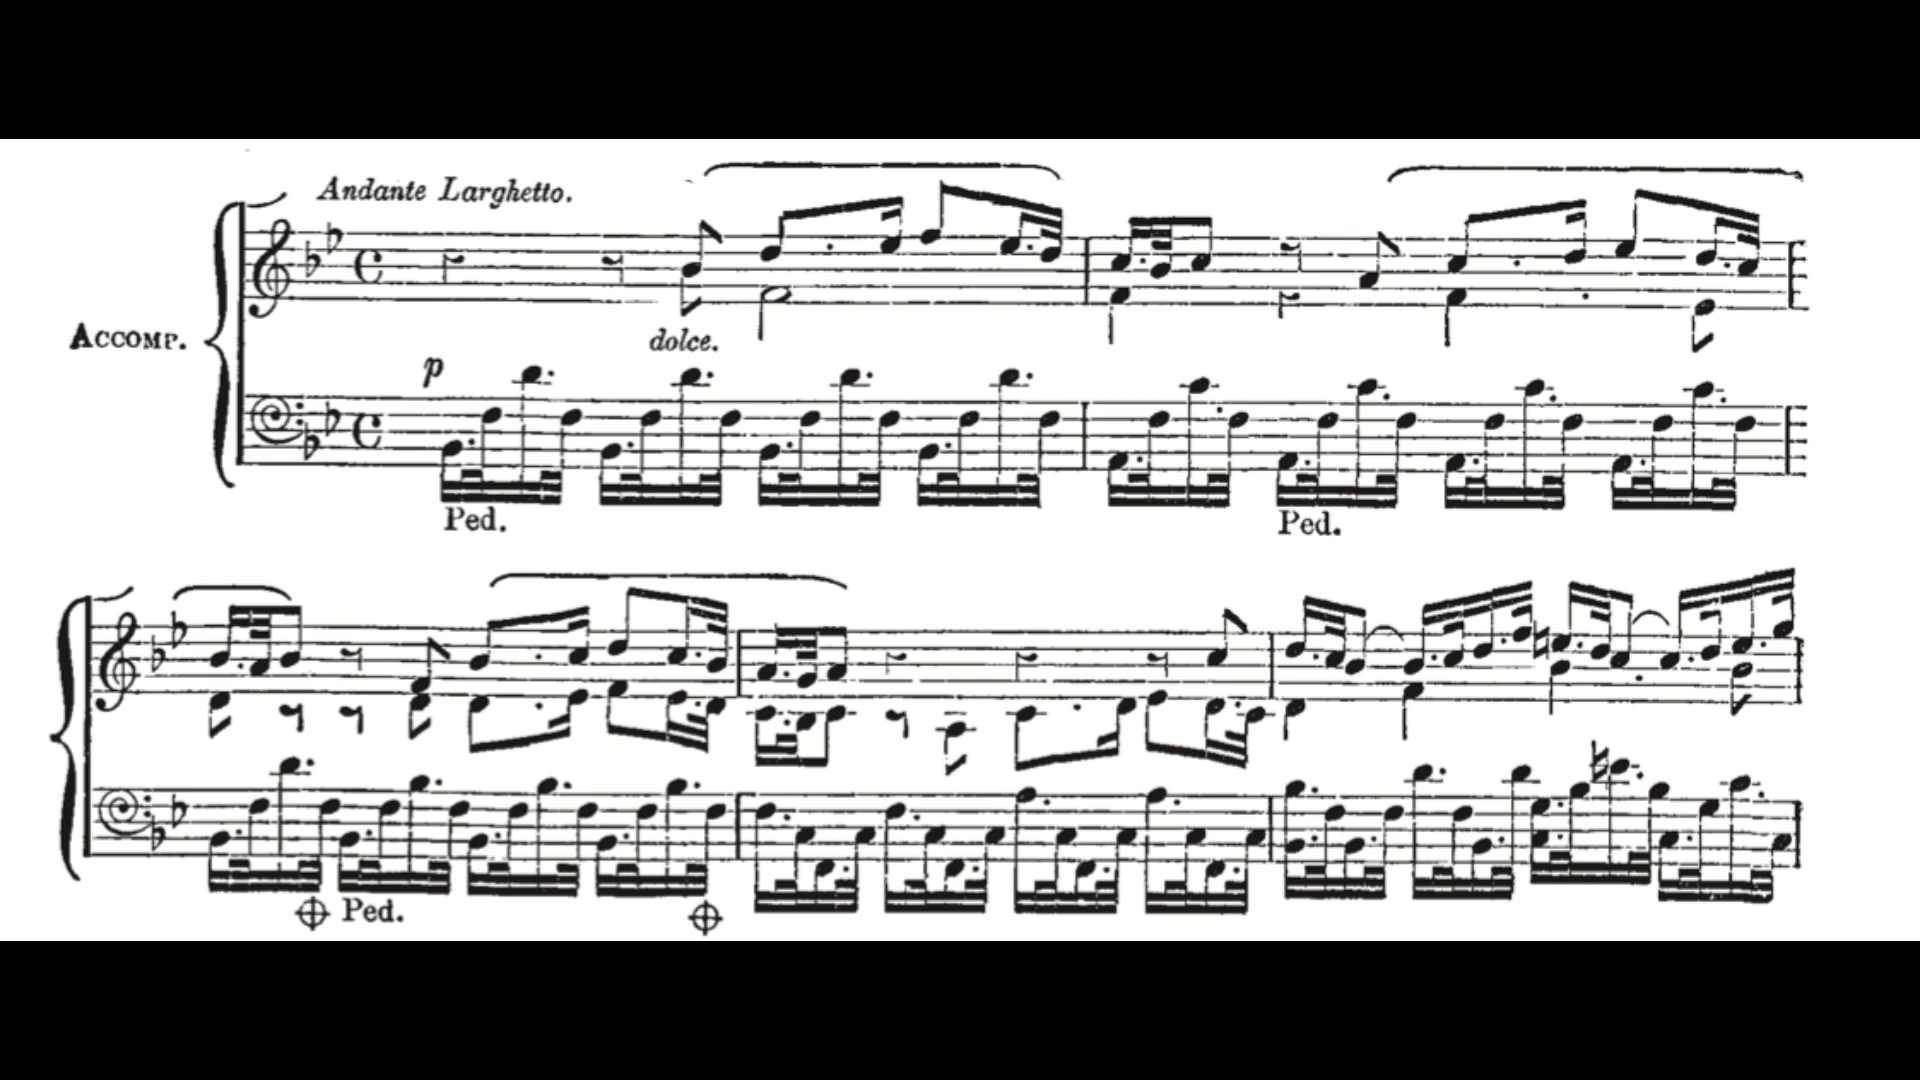 Andante Larghetto.
ACCOMP.
dolce.
p
Ped.
Ped.
Ped.